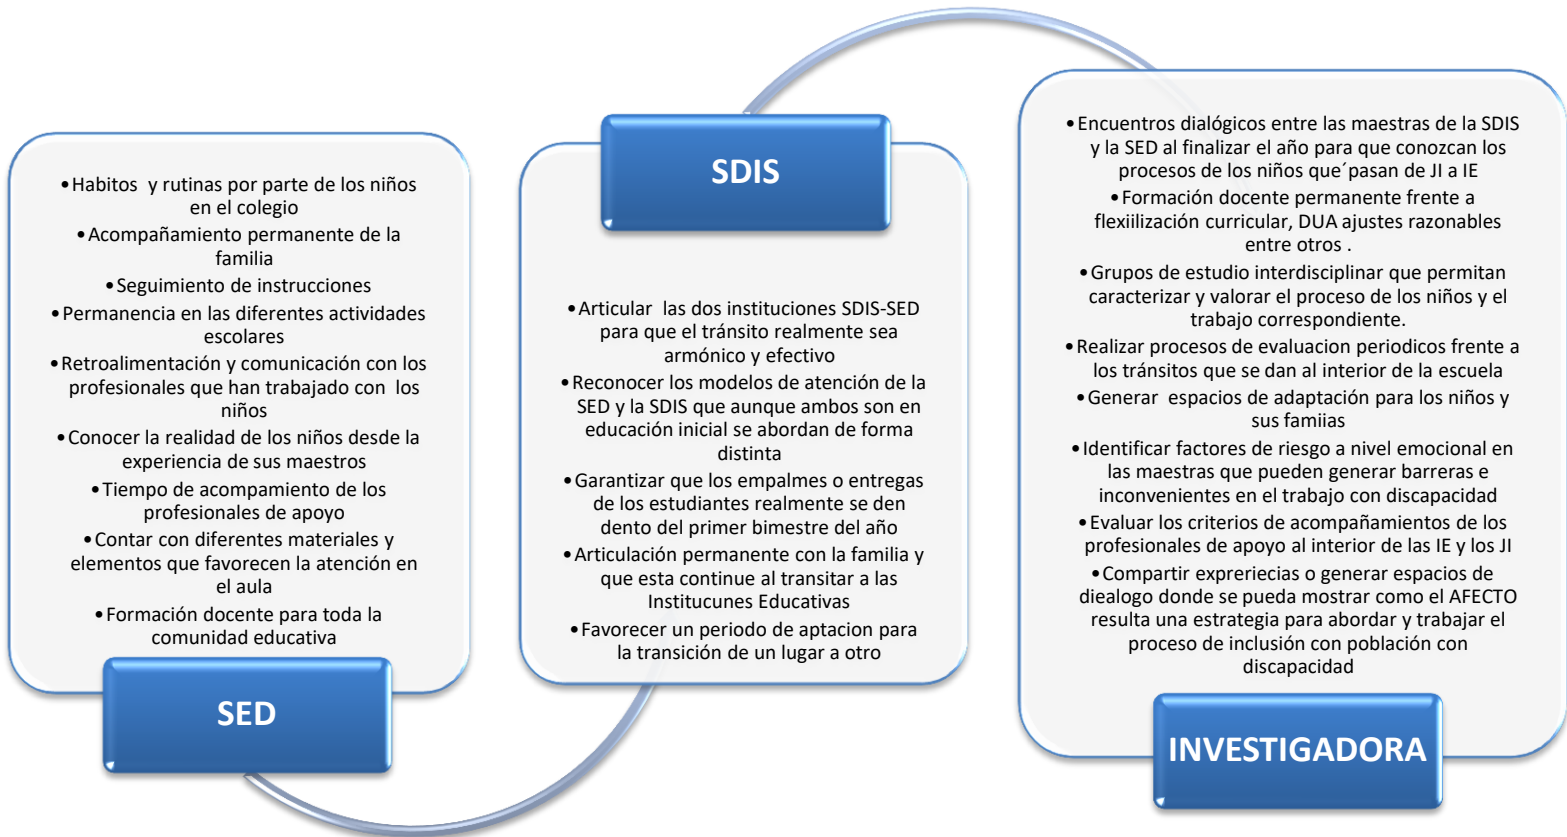 • Habitos y rutinas por parte de los niños
en el colegio
• Acompañamiento permanente de la
familia
• Seguimiento de instrucciones
• Permanencia en las diferentes actividades
escolares
• Retroalimentación y comunicación con los
profesionales que han trabajado con los
niños
• Conocer la realidad de los niños desde la
experiencia de sus maestros
• Tiempo de acompamiento de los
profesionales de apoyo
• Contar con diferentes materiales y
elementos que favorecen la atención en
el aula
• Formación docente para toda la
comunidad educativa
SED
SDIS
• Articular las dos instituciones SDIS-SED
para que el tránsito realmente sea
armónico y efectivo
• Reconocer los modelos de atención de la
SED y la SDIS que aunque ambos son en
educación inicial se abordan de forma
distinta
• Garantizar que los empalmes o entregas
de los estudiantes realmente se den
dento del primer bimestre del año
• Articulación permanente con la familia y
que esta continue al transitar a las
Institucunes Educativas
• Favorecer un periodo de aptacion para
la transición de un lugar a otro
• Encuentros dialógicos entre las maestras de la SDIS
y la SED al finalizar el año para que conozcan los
procesos de los niños que´pasan de JI a IE
• Formación docente permanente frente a
flexiilización curricular, DUA ajustes razonables
entre otros .
• Grupos de estudio interdisciplinar que permitan
caracterizar y valorar el proceso de los niños y el
trabajo correspondiente.
• Realizar procesos de evaluacion periodicos frente a
los tránsitos que se dan al interior de la escuela
• Generar espacios de adaptación para los niños y
sus famiias
• Identificar factores de riesgo a nivel emocional en
las maestras que pueden generar barreras e
inconvenientes en el trabajo con discapacidad
• Evaluar los criterios de acompañamientos de los
profesionales de apoyo al interior de las IE y los JI
• Compartir expreriecias o generar espacios de
diealogo donde se pueda mostrar como el AFECTO
resulta una estrategia para abordar y trabajar el
proceso de inclusión con población con
discapacidad
INVESTIGADORA